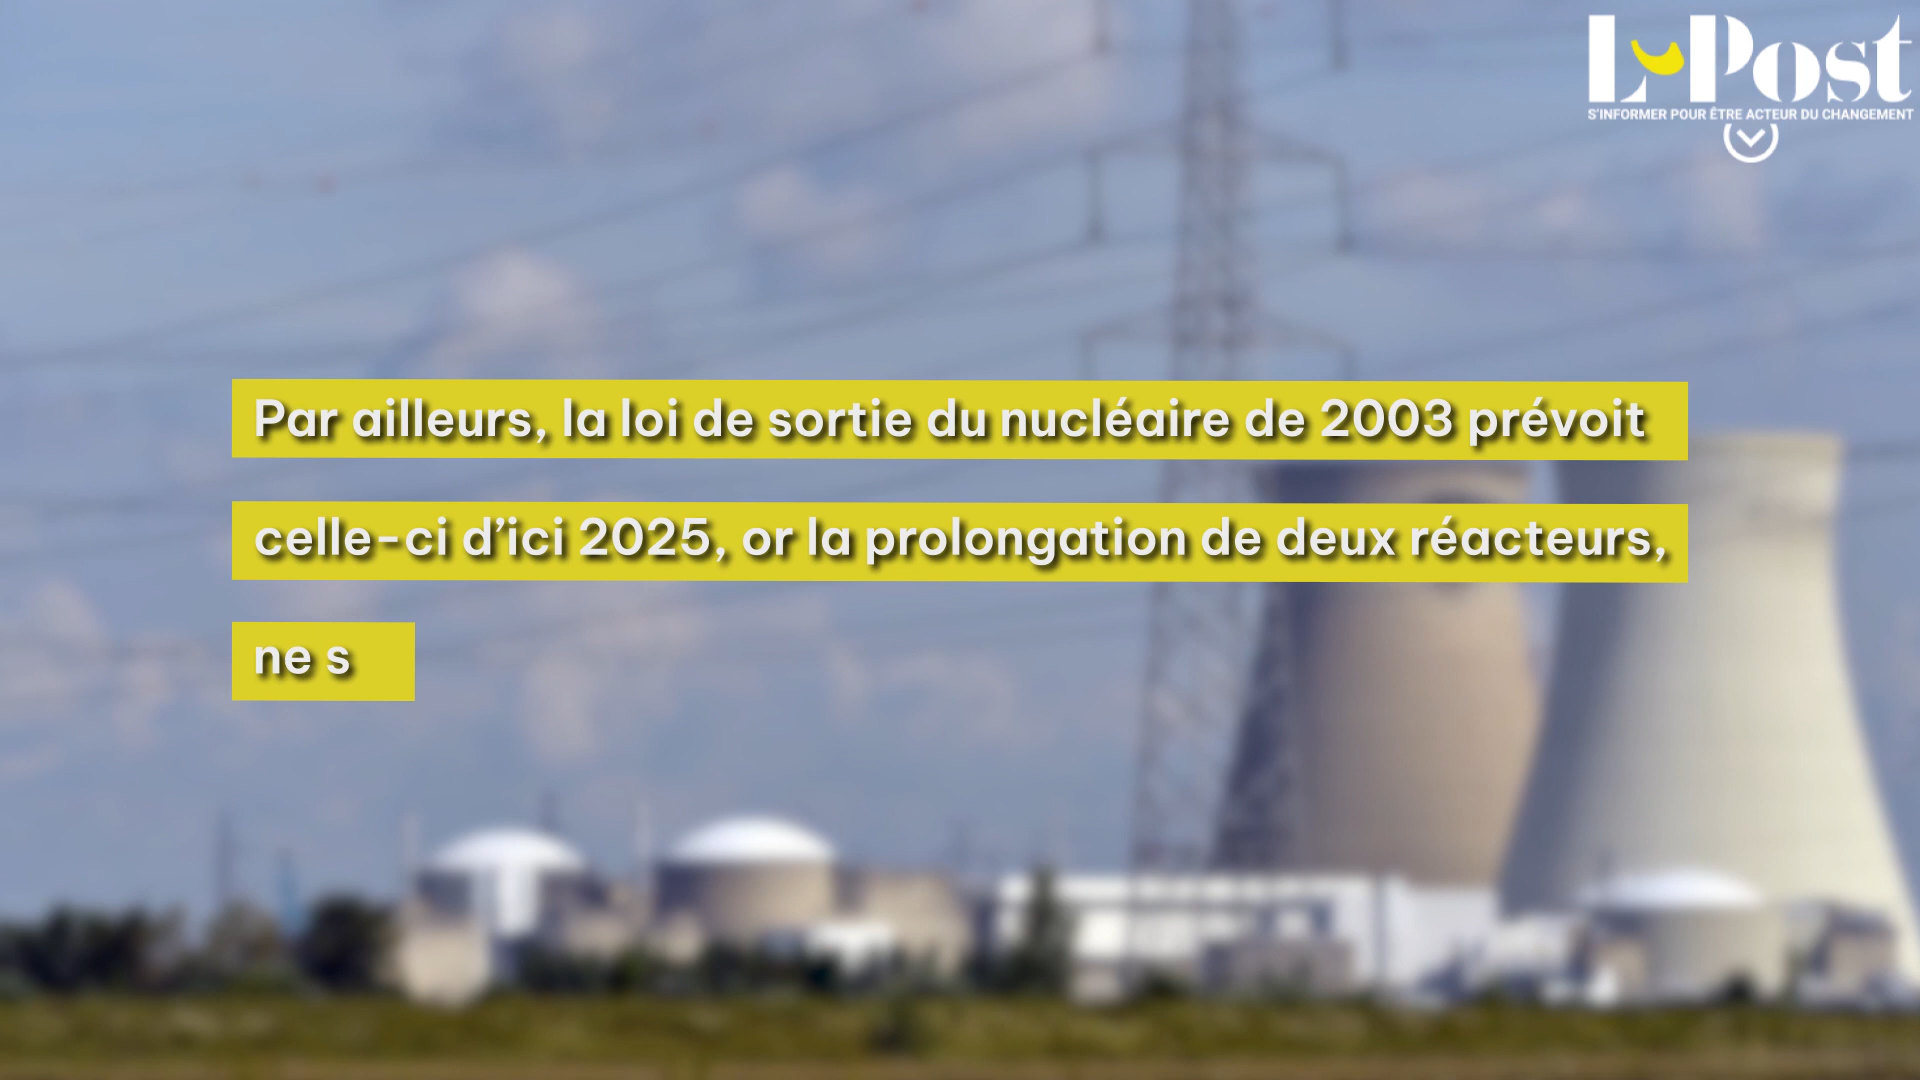 L-Post
S'INFORMER POUR ÊTRE ACTEUR DU CHANGEMENT
Par ailleurs, la loi de sortie du nucléaire de 2003 prévoit
celle-ci d’ici 2025, or la prolongation de deux réacteurs,
ne s